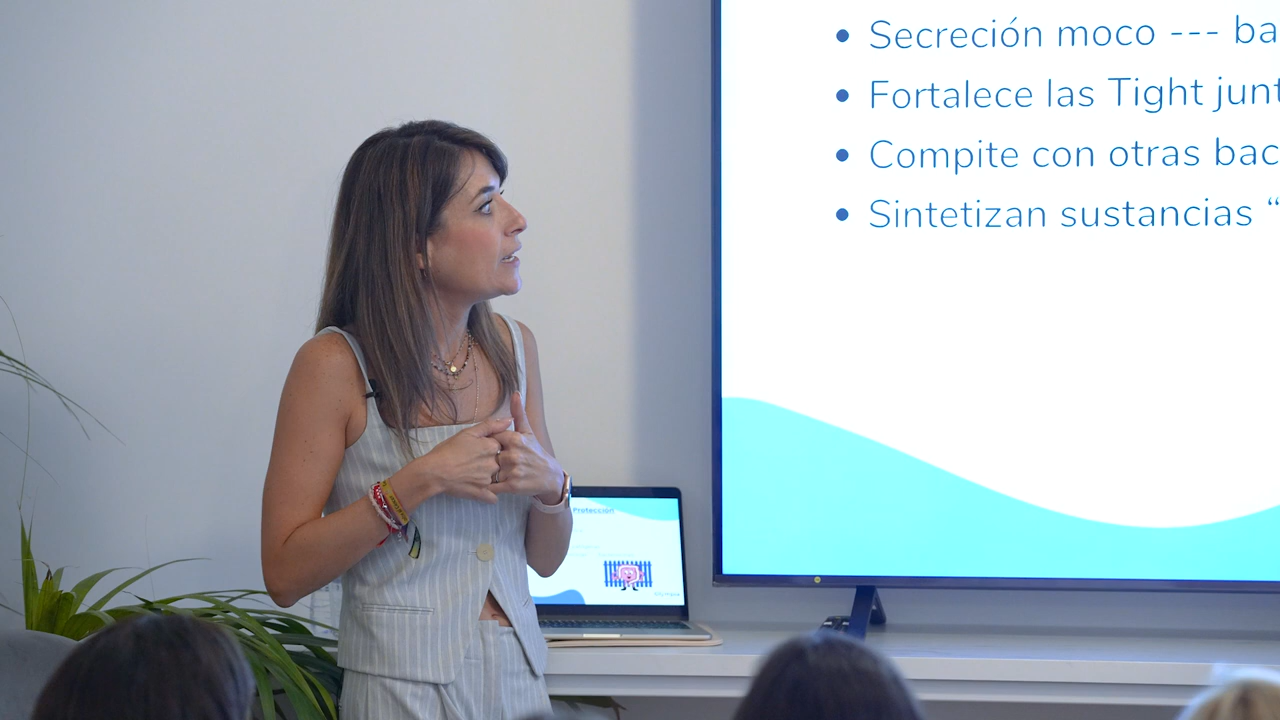 Secreción moco --- ba
Fortalece las Tight junt
Compite con otras bac
Sintetizan sustancias “
Protección